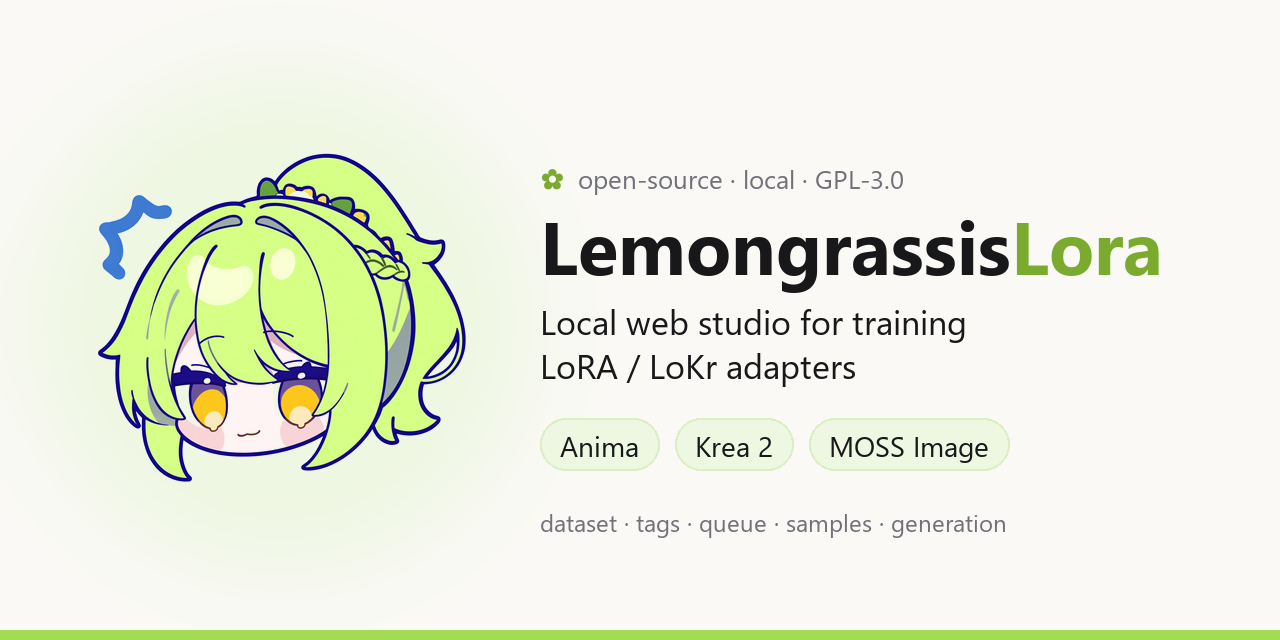 open-source · local · GPL-3.0
LemongrassisLora
Local web studio for training
LoRA / LoKr adapters
Anima Krea 2 MOSS Image
dataset · tags · queue · samples · generation